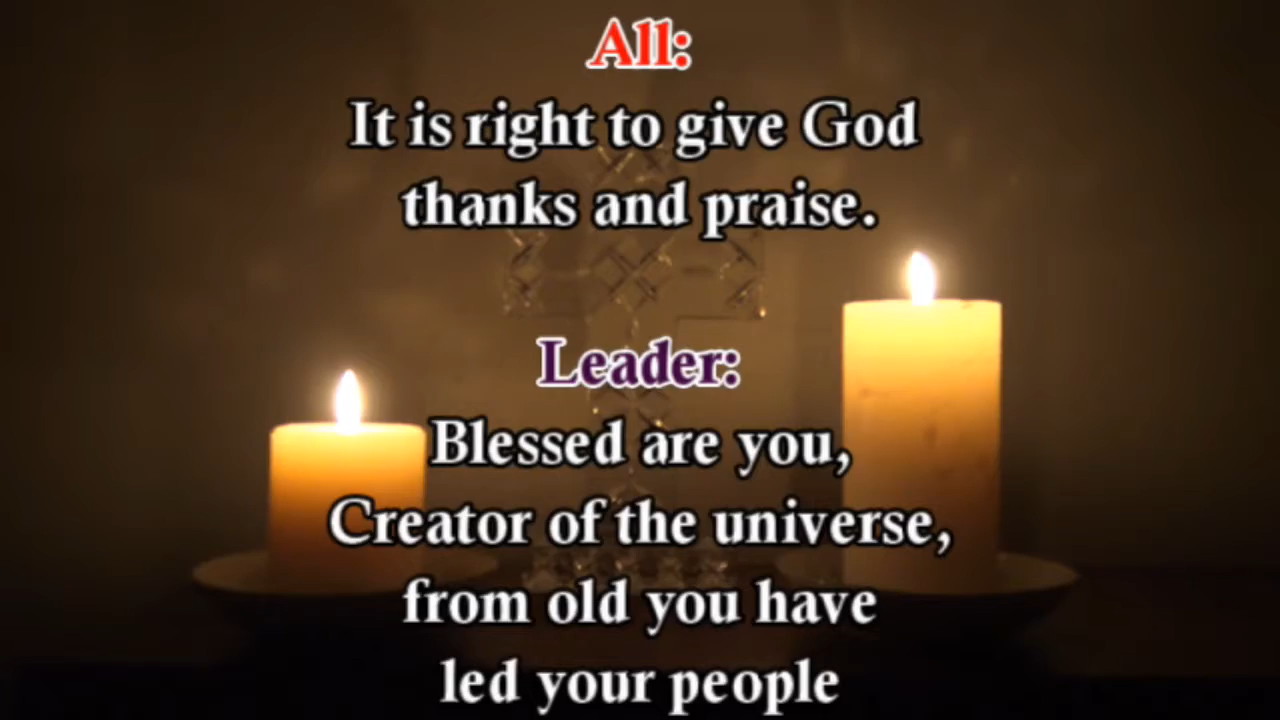 All:
It is right to give God
thanks and praise.
Leader:
Blessed are you,
Creator of the universe,
from old you have
led your people